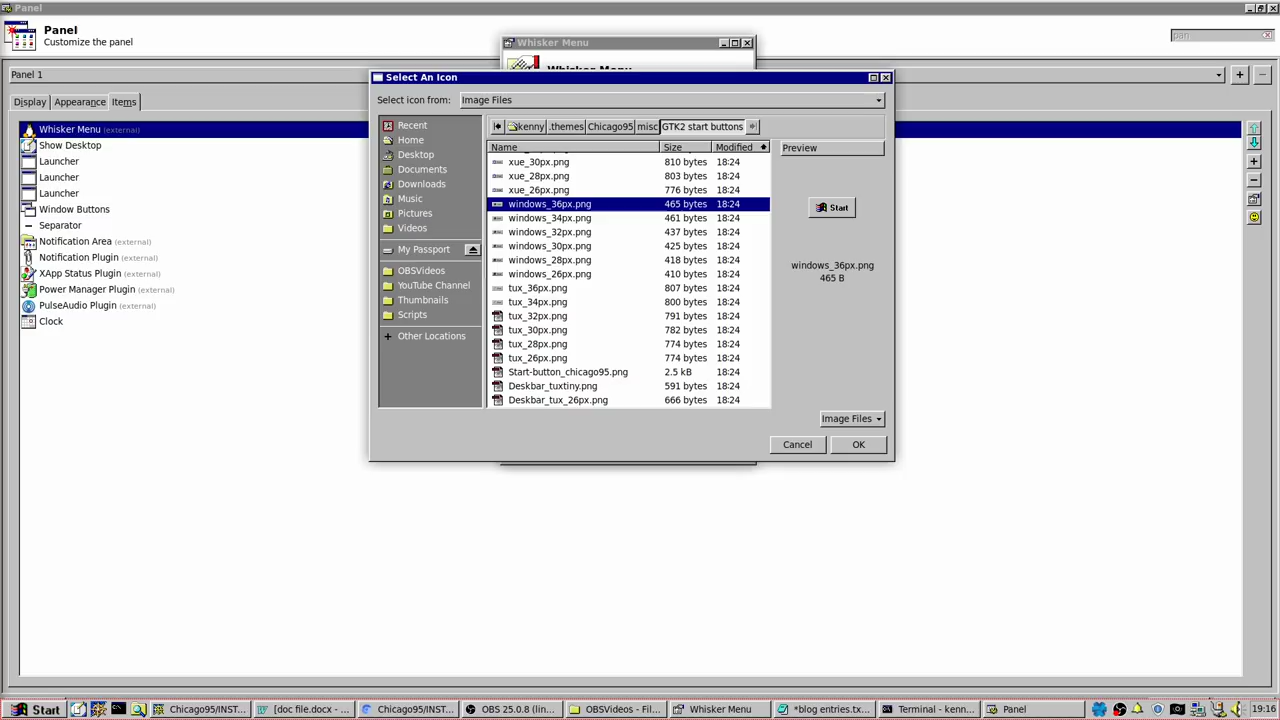 Panel
Panel
Customize the panel
pan
Panel 1
Display Appearance Items
Whisker Menu (external)
Show Desktop
Launcher
Launcher
Launcher
Window Buttons
Separator
Notification Area (external)
Notification Plugin (external)
XApp Status Plugin (external)
Power Manager Plugin (external)
PulseAudio Plugin (external)
Clock
Whisker Menu
Whisker Menu
Select An Icon
Select icon from: Image Files
Recent
Home
Desktop
Documents
Downloads
Music
Pictures
Videos
My Passport
OBSVideos
YouTube Channel
Thumbnails
Scripts
Other Locations
kenny .themes Chicago95 misc GTK2 start buttons
Name Size Modified
xue_30px.png 810 bytes 18:24
xue_28px.png 803 bytes 18:24
xue_26px.png 776 bytes 18:24
windows_36px.png 465 bytes 18:24
windows_34px.png 461 bytes 18:24
windows_32px.png 437 bytes 18:24
windows_30px.png 425 bytes 18:24
windows_28px.png 418 bytes 18:24
windows_26px.png 410 bytes 18:24
tux_36px.png 807 bytes 18:24
tux_34px.png 800 bytes 18:24
tux_32px.png 791 bytes 18:24
tux_30px.png 782 bytes 18:24
tux_28px.png 774 bytes 18:24
tux_26px.png 774 bytes 18:24
Start-button_chicago95.png 2.5 kB 18:24
Deskbar_tuxtiny.png 591 bytes 18:24
Deskbar_tux_26px.png 666 bytes 18:24
Preview
Start
windows_36px.png
465 B
Image Files
Cancel OK
Start Chicago95/INST... [doc file.docx - ... Chicago95/INST... OBS 25.0.8 (lin... OBSVideos - Fil... Whisker Menu *blog entries.tx... Terminal - kenn... Panel 19:16